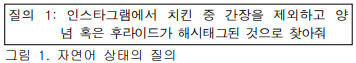 질의 1: 인스타그램에서 치킨 중 간장을 제외하고 양
념 혹은 후라이드가 해시태그된 것으로 찾아줘
그림 1. 자연어 상태의 질의